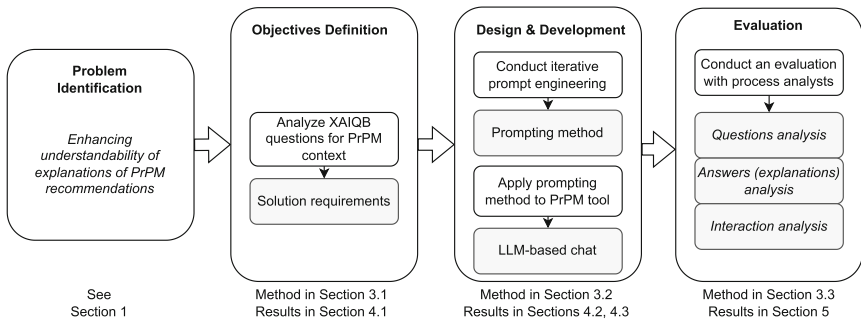 Problem
Identification
Enhancing
understandability of
explanations of PrPM
recommendations
See
Section 1
Objectives Definition
Analyze XAIQB
questions for PrPM
context
Solution requirements
Method in Section 3.1
Results in Section 4.1
Design & Development
Conduct iterative
prompt engineering
Prompting method
Apply prompting
method to PrPM tool
LLM-based chat
Method in Section 3.2
Results in Sections 4.2, 4.3
Evaluation
Conduct an evaluation
with process analysts
Questions analysis
Answers (explanations)
analysis
Interaction analysis
Method in Section 3.3
Results in Section 5